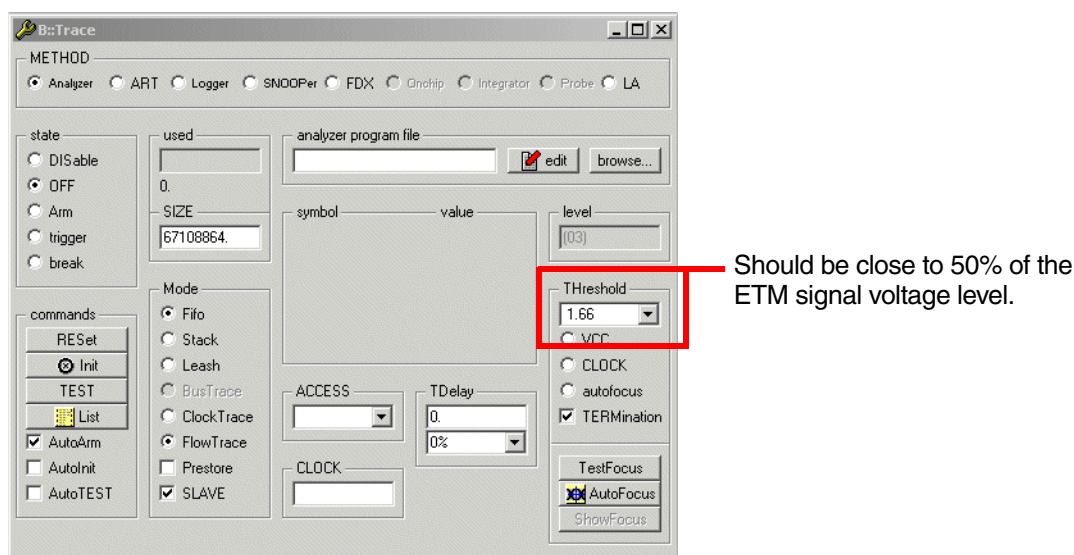 B::Trace
METHOD
Analyzer ART Logger SNOOPer FDX Onchip Integrator Probe LA
state
DISable
OFF
Arm
trigger
break
used
0.
SIZE
67108864.
analyzer program file
edit browse...
symbol value
level
(03)
commands
RESet
Init
TEST
List
AutoArm
AutoInit
AutoTEST
Mode
Fifo
Stack
Leash
BusTrace
ClockTrace
FlowTrace
Prestore
SLAVE
ACCESS
CLOCK
TDelay
0.
0%
THreshold
1.66
VCC
CLOCK
autofocus
TERMination
TestFocus
AutoFocus
ShowFocus
Should be close to 50% of the
ETM signal voltage level.